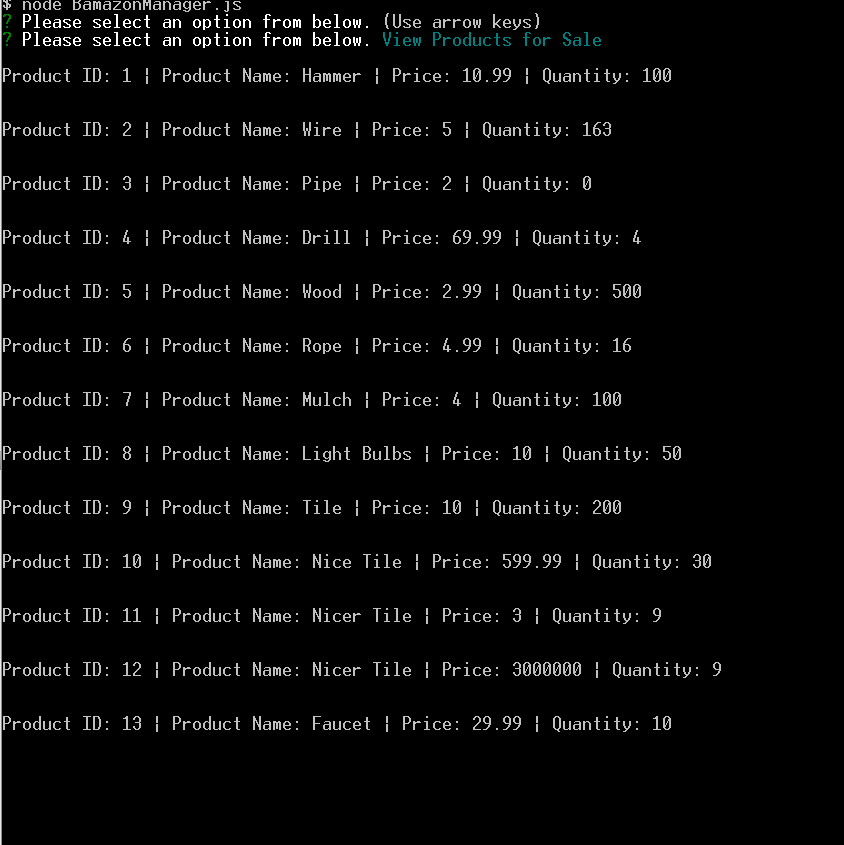 $ node BamazonManager.js
? Please select an option from below. (Use arrow keys)
? Please select an option from below. View Products for Sale
Product ID: 1 ¦ Product Name: Hammer ¦ Price: 10.99 ¦ Quantity: 100
Product ID: 2 ¦ Product Name: Wire ¦ Price: 5 ¦ Quantity: 163
Product ID: 3 ¦ Product Name: Pipe ¦ Price: 2 ¦ Quantity: 0
Product ID: 4 ¦ Product Name: Drill ¦ Price: 69.99 ¦ Quantity: 4
Product ID: 5 ¦ Product Name: Wood ¦ Price: 2.99 ¦ Quantity: 500
Product ID: 6 ¦ Product Name: Rope ¦ Price: 4.99 ¦ Quantity: 16
Product ID: 7 ¦ Product Name: Mulch ¦ Price: 4 ¦ Quantity: 100
Product ID: 8 ¦ Product Name: Light Bulbs ¦ Price: 10 ¦ Quantity: 50
Product ID: 9 ¦ Product Name: Tile ¦ Price: 10 ¦ Quantity: 200
Product ID: 10 ¦ Product Name: Nice Tile ¦ Price: 599.99 ¦ Quantity: 30
Product ID: 11 ¦ Product Name: Nicer Tile ¦ Price: 3 ¦ Quantity: 9
Product ID: 12 ¦ Product Name: Nicer Tile ¦ Price: 3000000 ¦ Quantity: 9
Product ID: 13 ¦ Product Name: Faucet ¦ Price: 29.99 ¦ Quantity: 10